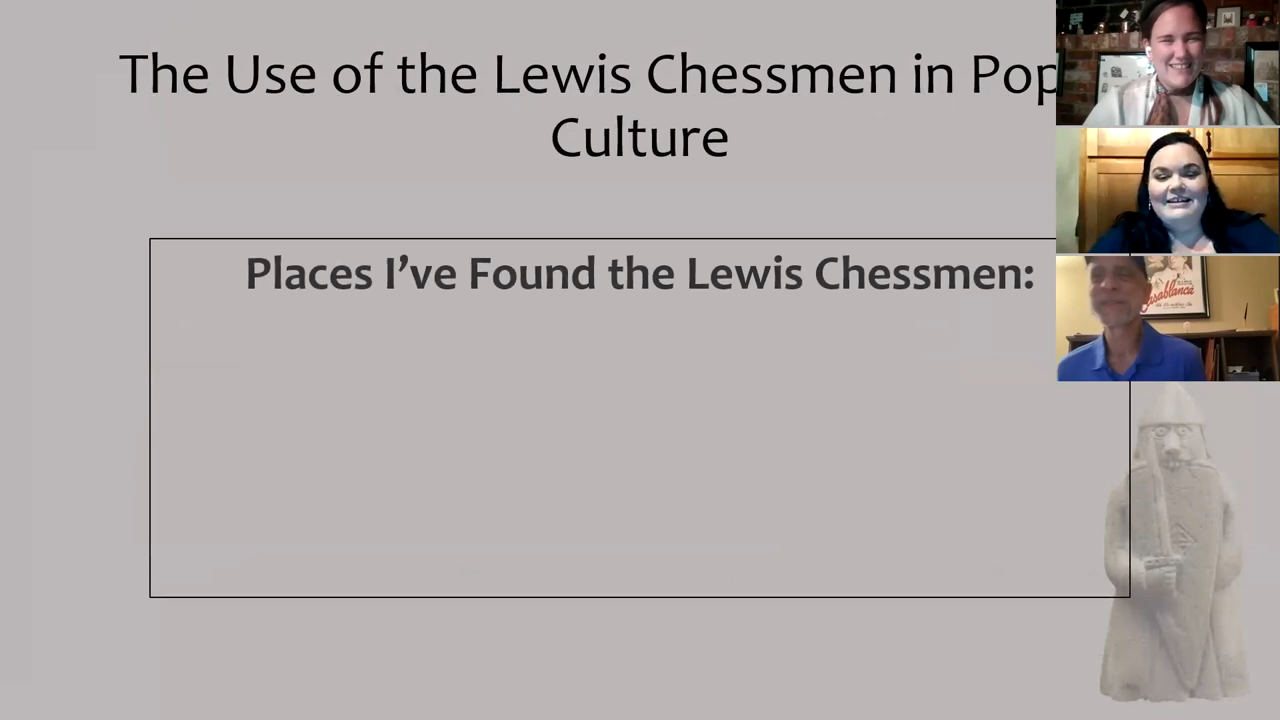 The Use of the Lewis Chessmen in Pop
Culture
Places I’ve Found the Lewis Chessmen:
Casablanca